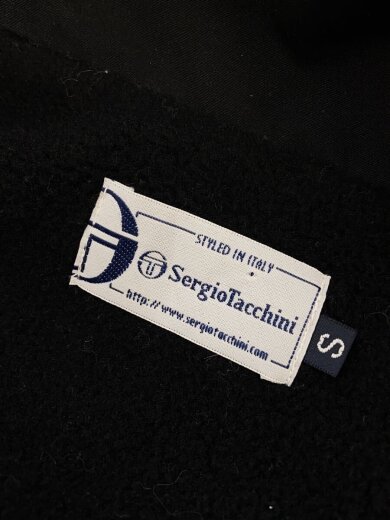 STYLED IN ITALY
SergioTacchini
http://www.sergiotacchini.com
S